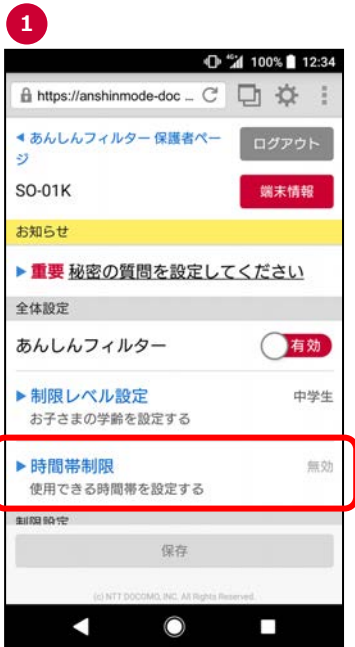 1
100% 12:34
https://anshinmode-doc ...
あんしんフィルター 保護者ページ
ログアウト
SO-01K
端末情報
お知らせ
重要 秘密の質問を設定してください
全体設定
あんしんフィルター
有効
制限レベル設定
中学生
お子さまの学齢を設定する
時間帯制限
無効
使用できる時間帯を設定する
制限設定
保存
(c) NTT DOCOMO, INC. All Rights Reserved.